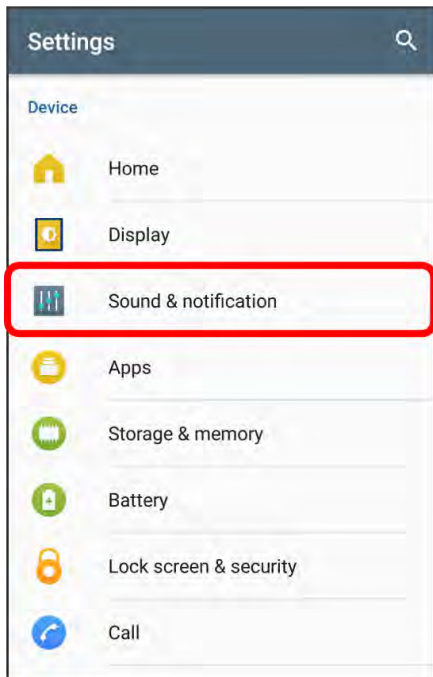 Settings
Device
Home
Display
Sound & notification
Apps
Storage & memory
Battery
Lock screen & security
Call